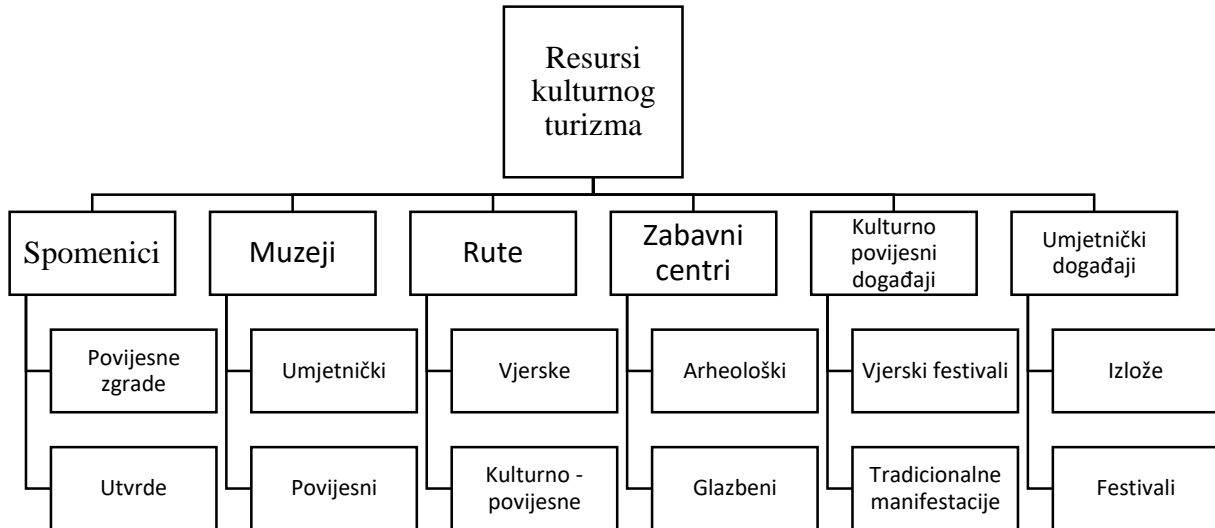 Resursi
kulturnog
turizma
Spomenici
Muzeji
Rute
Zabavni
centri
Kulturno
povijesni
događaji
Umjetnički
događaji
Povijesne
zgrade
Umjetnički
Vjerske
Arheološki
Vjerski festivali
Izlože
Utvrde
Povijesni
Kulturno -
povijesne
Glazbeni
Tradicionalne
manifestacije
Festivali